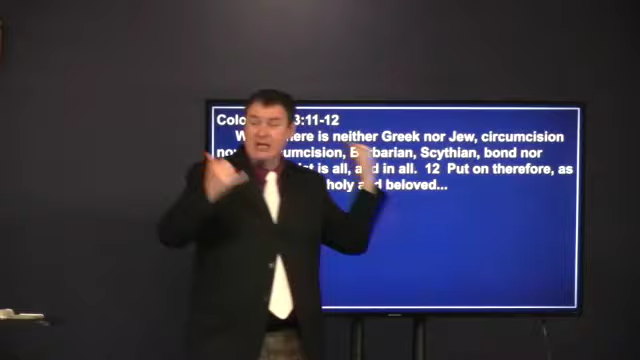 3:11-12
is neither Greek nor Jew, circumcision
Barbarian, Scythian, bond nor
is all, and in all. 12 Put on therefore, as
holy and beloved...